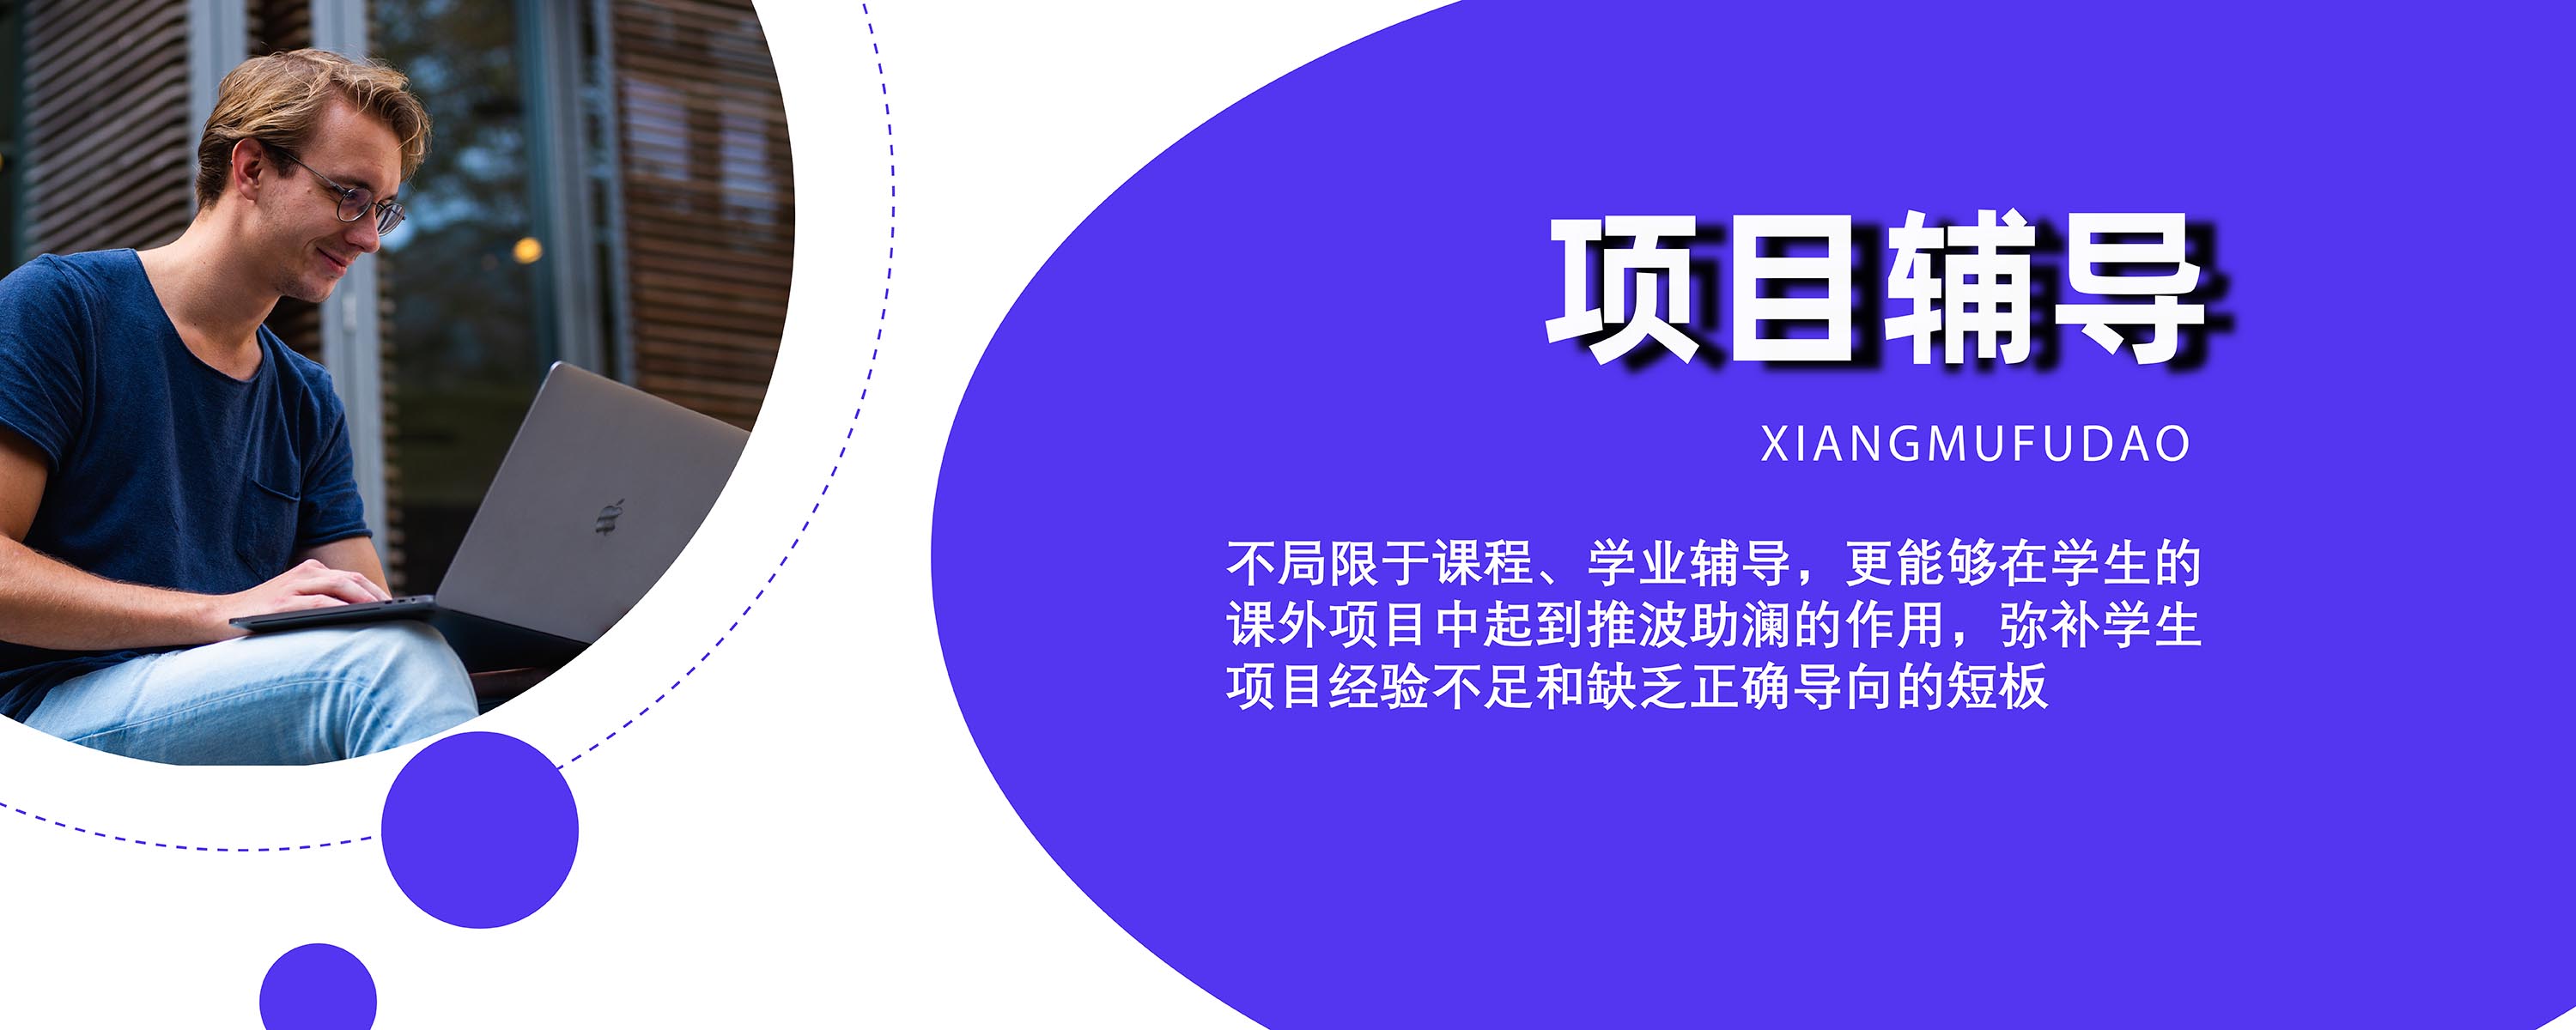 项目辅导
XIANGMUFUDAO
不局限于课程、学业辅导，更能够在学生的
课外项目中起到推波助澜的作用，弥补学生
项目经验不足和缺乏正确导向的短板